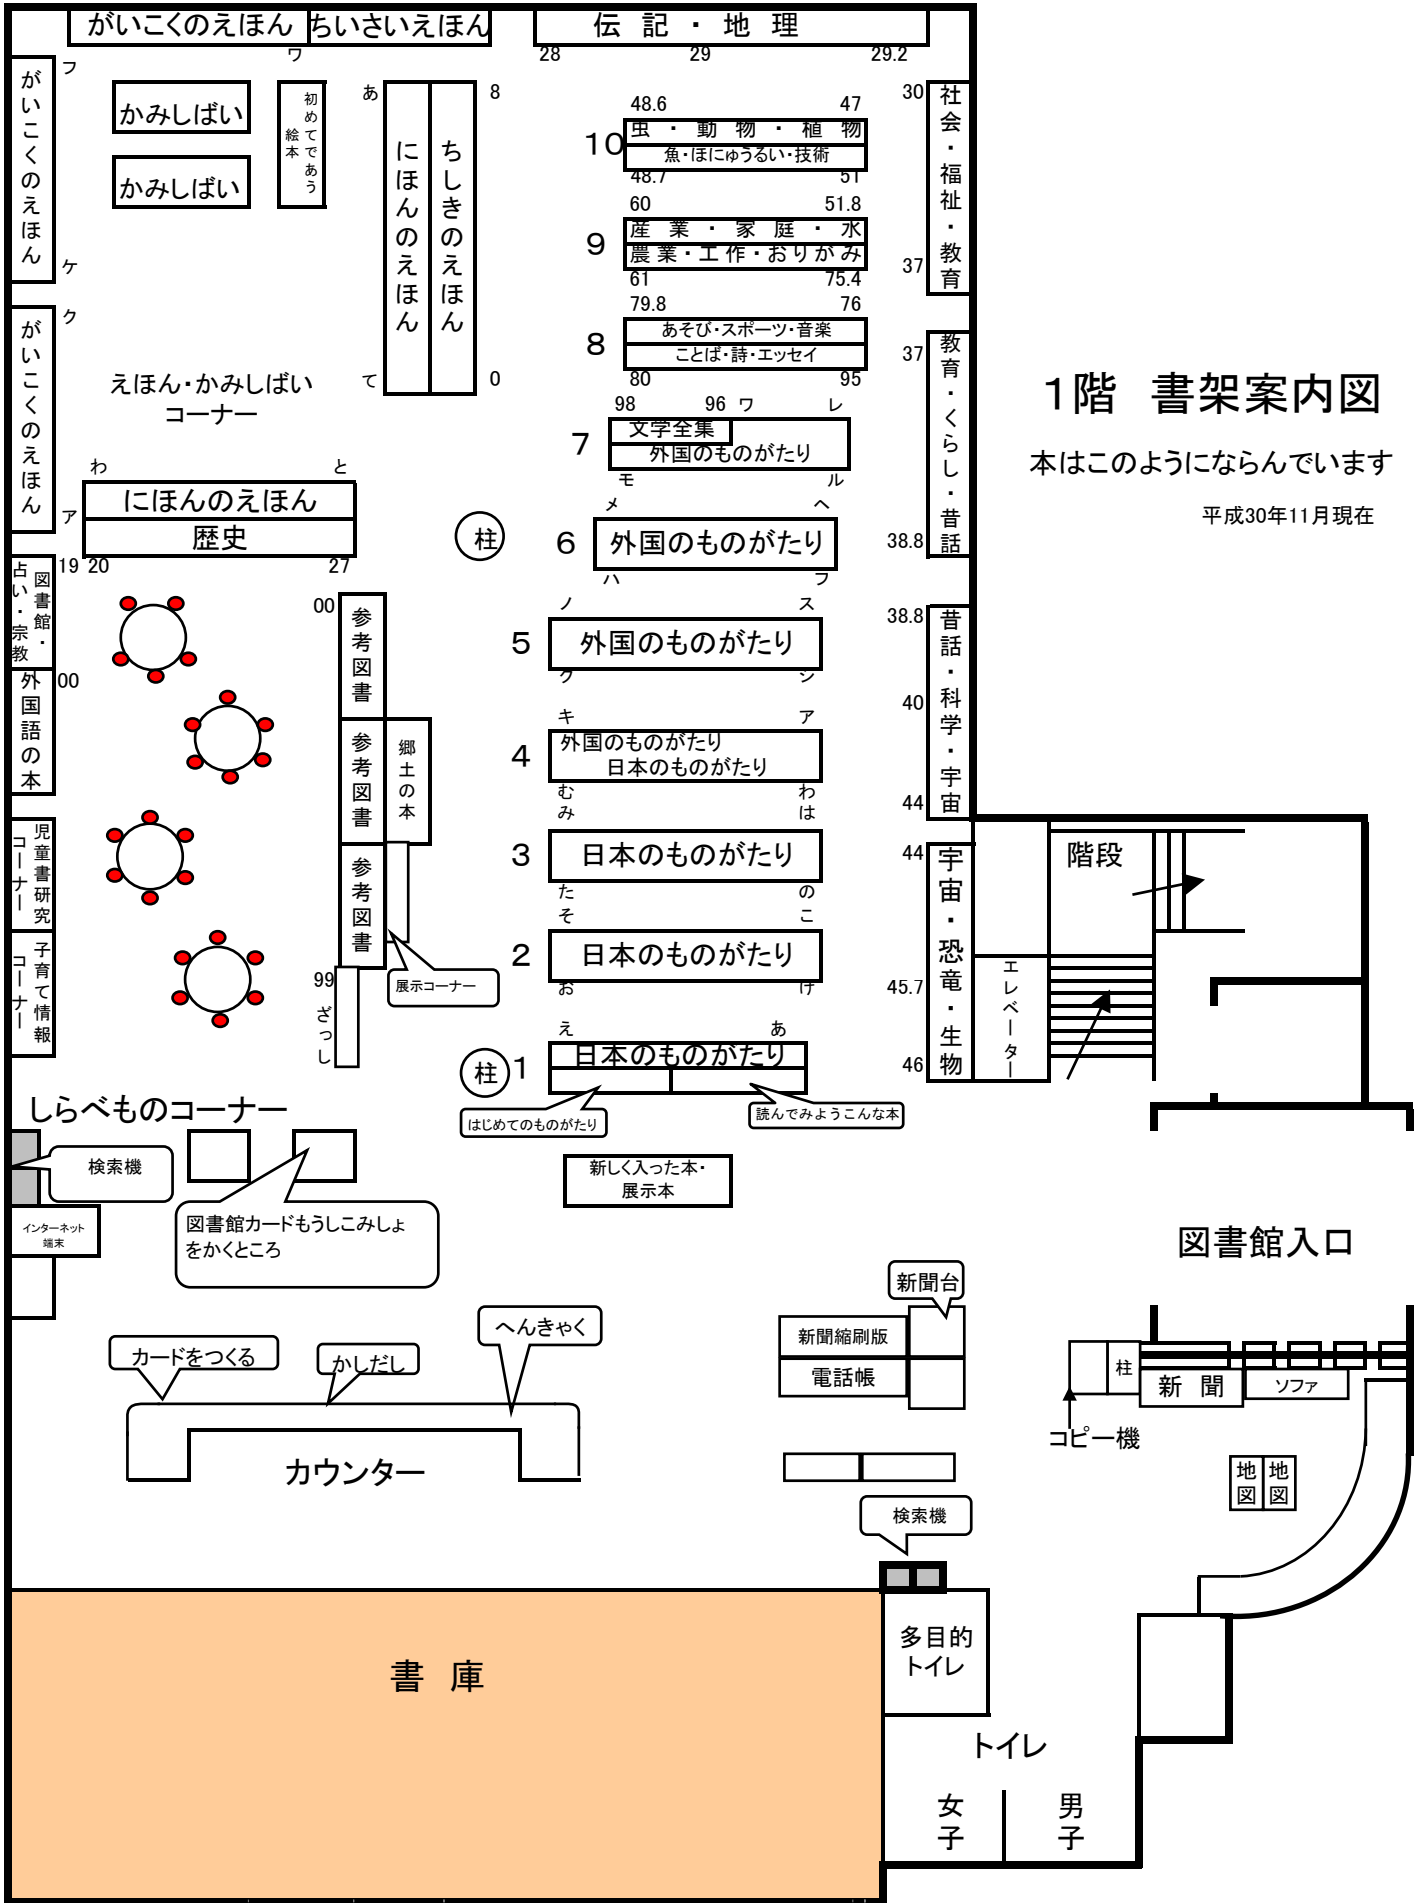 がいこくのえほん
ちいさいえほん
伝記・地理
ワ
28
29
29.2
フ
がいこくのえほん
ケ
かみしばい
かみしばい
初めてであう
絵本
あ
にほんのえほん
て
8
ちしきのえほん
0
48.6
47
10
虫・動物・植物
魚・ほにゅうるい・技術
48.7
51
60
51.8
9
産業・家庭・水
農業・工作・おりがみ
61
75.4
79.8
76
8
あそび・スポーツ・音楽
ことば・詩・エッセイ
80
95
30
社会・福祉・教育
37
37
教育・くらし・昔話
38.8
1階 書架案内図
本はこのようにならんでいます
平成30年11月現在
ク
がいこくのえほん
ア
えほん・かみしばい
コーナー
98
96
ワ
レ
7
文学全集
外国のものがたり
モ
ル
わ
と
にほんのえほん
歴史
20
27
柱
メ
ヘ
6
外国のものがたり
ハ
フ
19
図書館・
占い・宗教
00
外国語の本
00
参考図書
参考図書
郷土の本
参考図書
99
ざっし
展示コーナー
ノ
ス
5
外国のものがたり
ク
シ
38.8
昔話・科学・宇宙
40
44
キ
ア
4
外国のものがたり
日本のものがたり
む
わ
み
は
3
日本のものがたり
た
の
そ
こ
2
日本のものがたり
お
け
44
宇宙・恐竜・生物
45.7
46
階段
エレベーター
児童書研究
コーナー
子育て情報
コーナー
え
あ
柱
1
日本のものがたり
はじめてのものがたり
読んでみようこんな本
しらべものコーナー
検索機
インターネット
端末
図書館カードもうしこみしょ
をかくところ
新しく入った本・
展示本
図書館入口
新聞台
新聞縮刷版
電話帳
カードをつくる
かしだし
へんきゃく
カウンター
柱
新聞
ソファ
コピー機
地図
地図
検索機
書庫
多目的
トイレ
トイレ
女子
男子